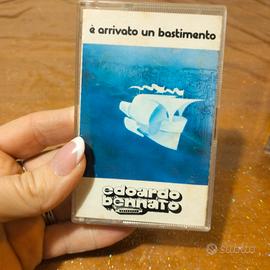 è arrivato un bastimento
edoardo
bennato
subito